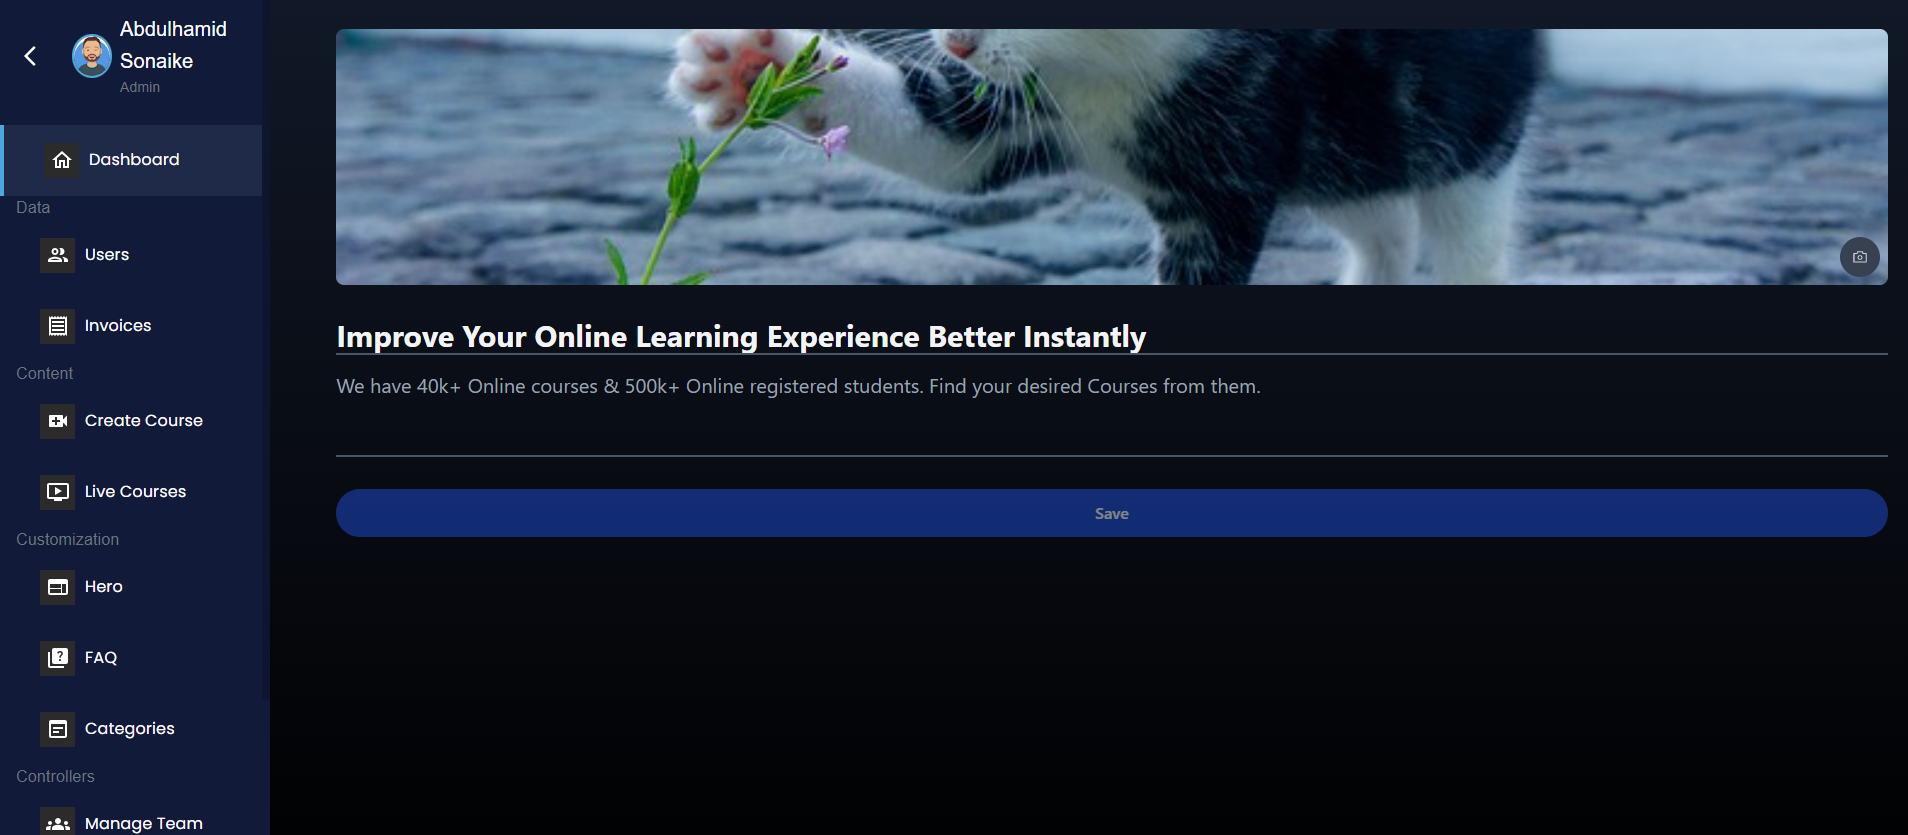 Abdulhamid
Sonaike
Admin
Dashboard
Data
Users
Invoices
Content
Create Course
Live Courses
Customization
Hero
FAQ
Categories
Controllers
Manage Team
Improve Your Online Learning Experience Better Instantly
We have 40k+ Online courses & 500k+ Online registered students. Find your desired Courses from them.
Save